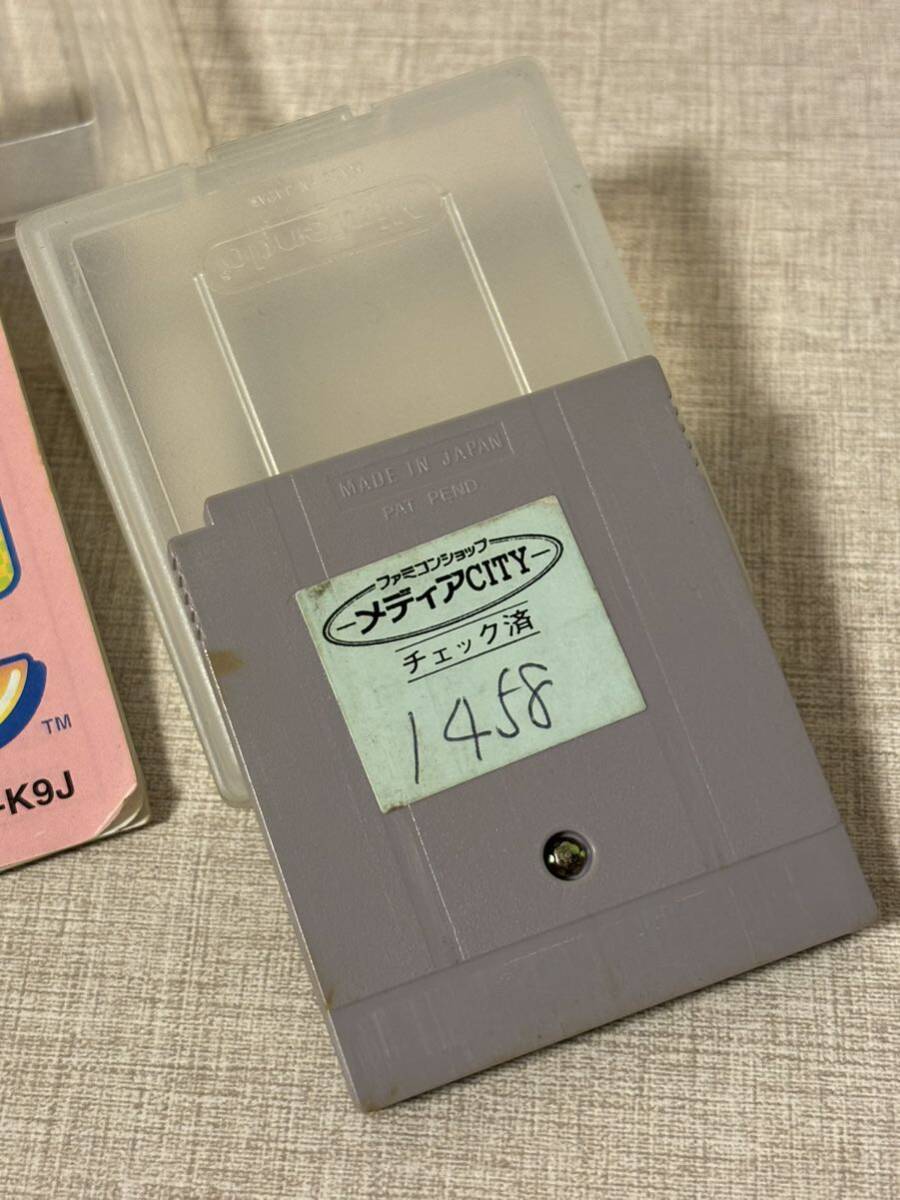 MADE IN JAPAN
PAT PEND
ファミコンショップ
メディアCITY
チェック済
1458
TM
-K9J